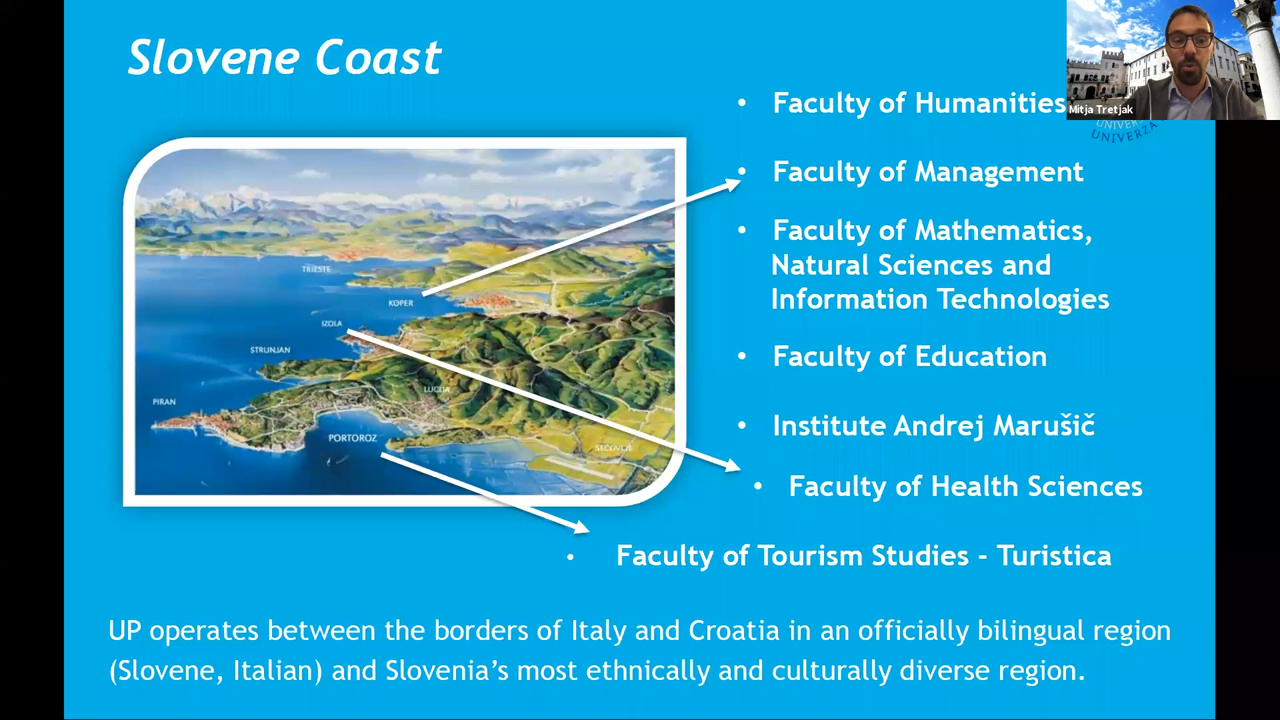 Slovene Coast
Mitja Tretjak
UNIVERZA
• Faculty of Humanities
• Faculty of Management
• Faculty of Mathematics,
Natural Sciences and
Information Technologies
• Faculty of Education
• Institute Andrej Marušič
• Faculty of Health Sciences
• Faculty of Tourism Studies - Turistica
TRIESTE
KOPER
IZOLA
STRUNJAN
LUCIJA
PIRAN
PORTOROZ
SEČOVLJE
UP operates between the borders of Italy and Croatia in an officially bilingual region
(Slovene, Italian) and Slovenia's most ethnically and culturally diverse region.